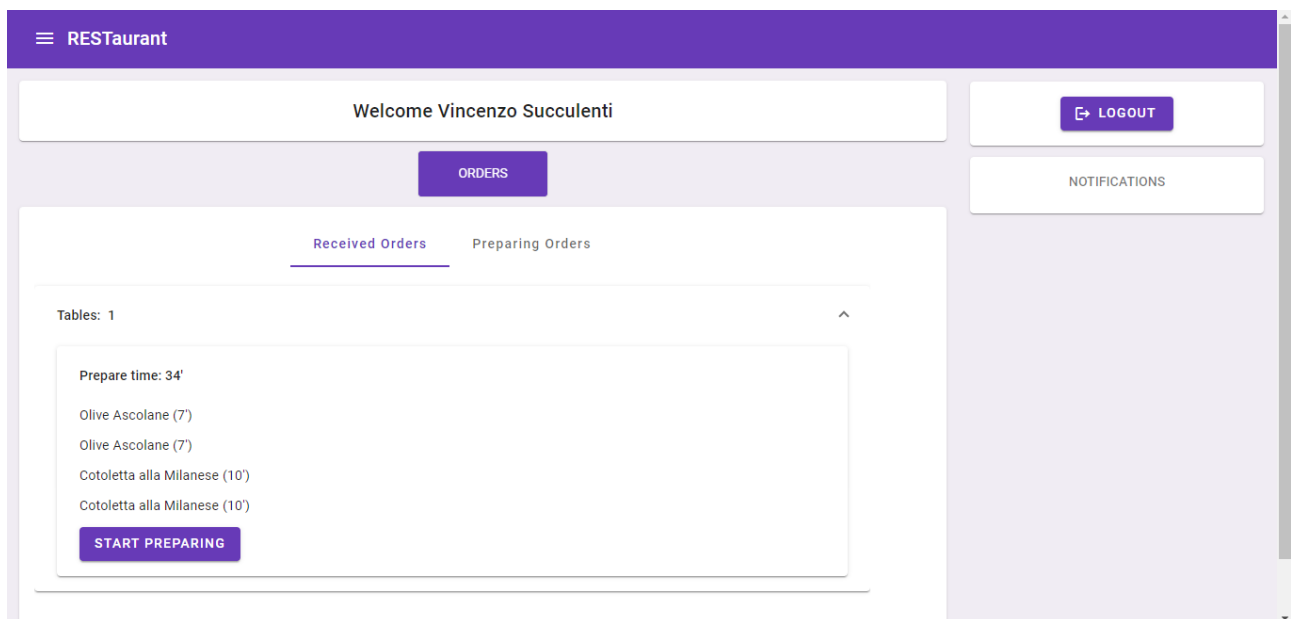 RESTaurant
Welcome Vincenzo Succulenti
LOGOUT
ORDERS
NOTIFICATIONS
Received Orders Preparing Orders
Tables: 1
Prepare time: 34'
Olive Ascolane (7')
Olive Ascolane (7')
Cotoletta alla Milanese (10')
Cotoletta alla Milanese (10')
START PREPARING